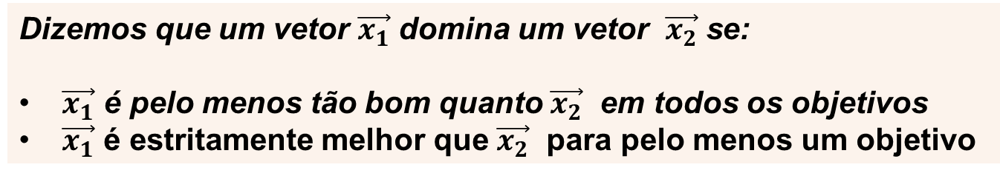 Dizemos que um vetor $\overrightarrow{x_1}$ domina um vetor $\overrightarrow{x_2}$ se:
• $\overrightarrow{x_1}$ é pelo menos tão bom quanto $\overrightarrow{x_2}$ em todos os objetivos
• $\overrightarrow{x_1}$ é estritamente melhor que $\overrightarrow{x_2}$ para pelo menos um objetivo